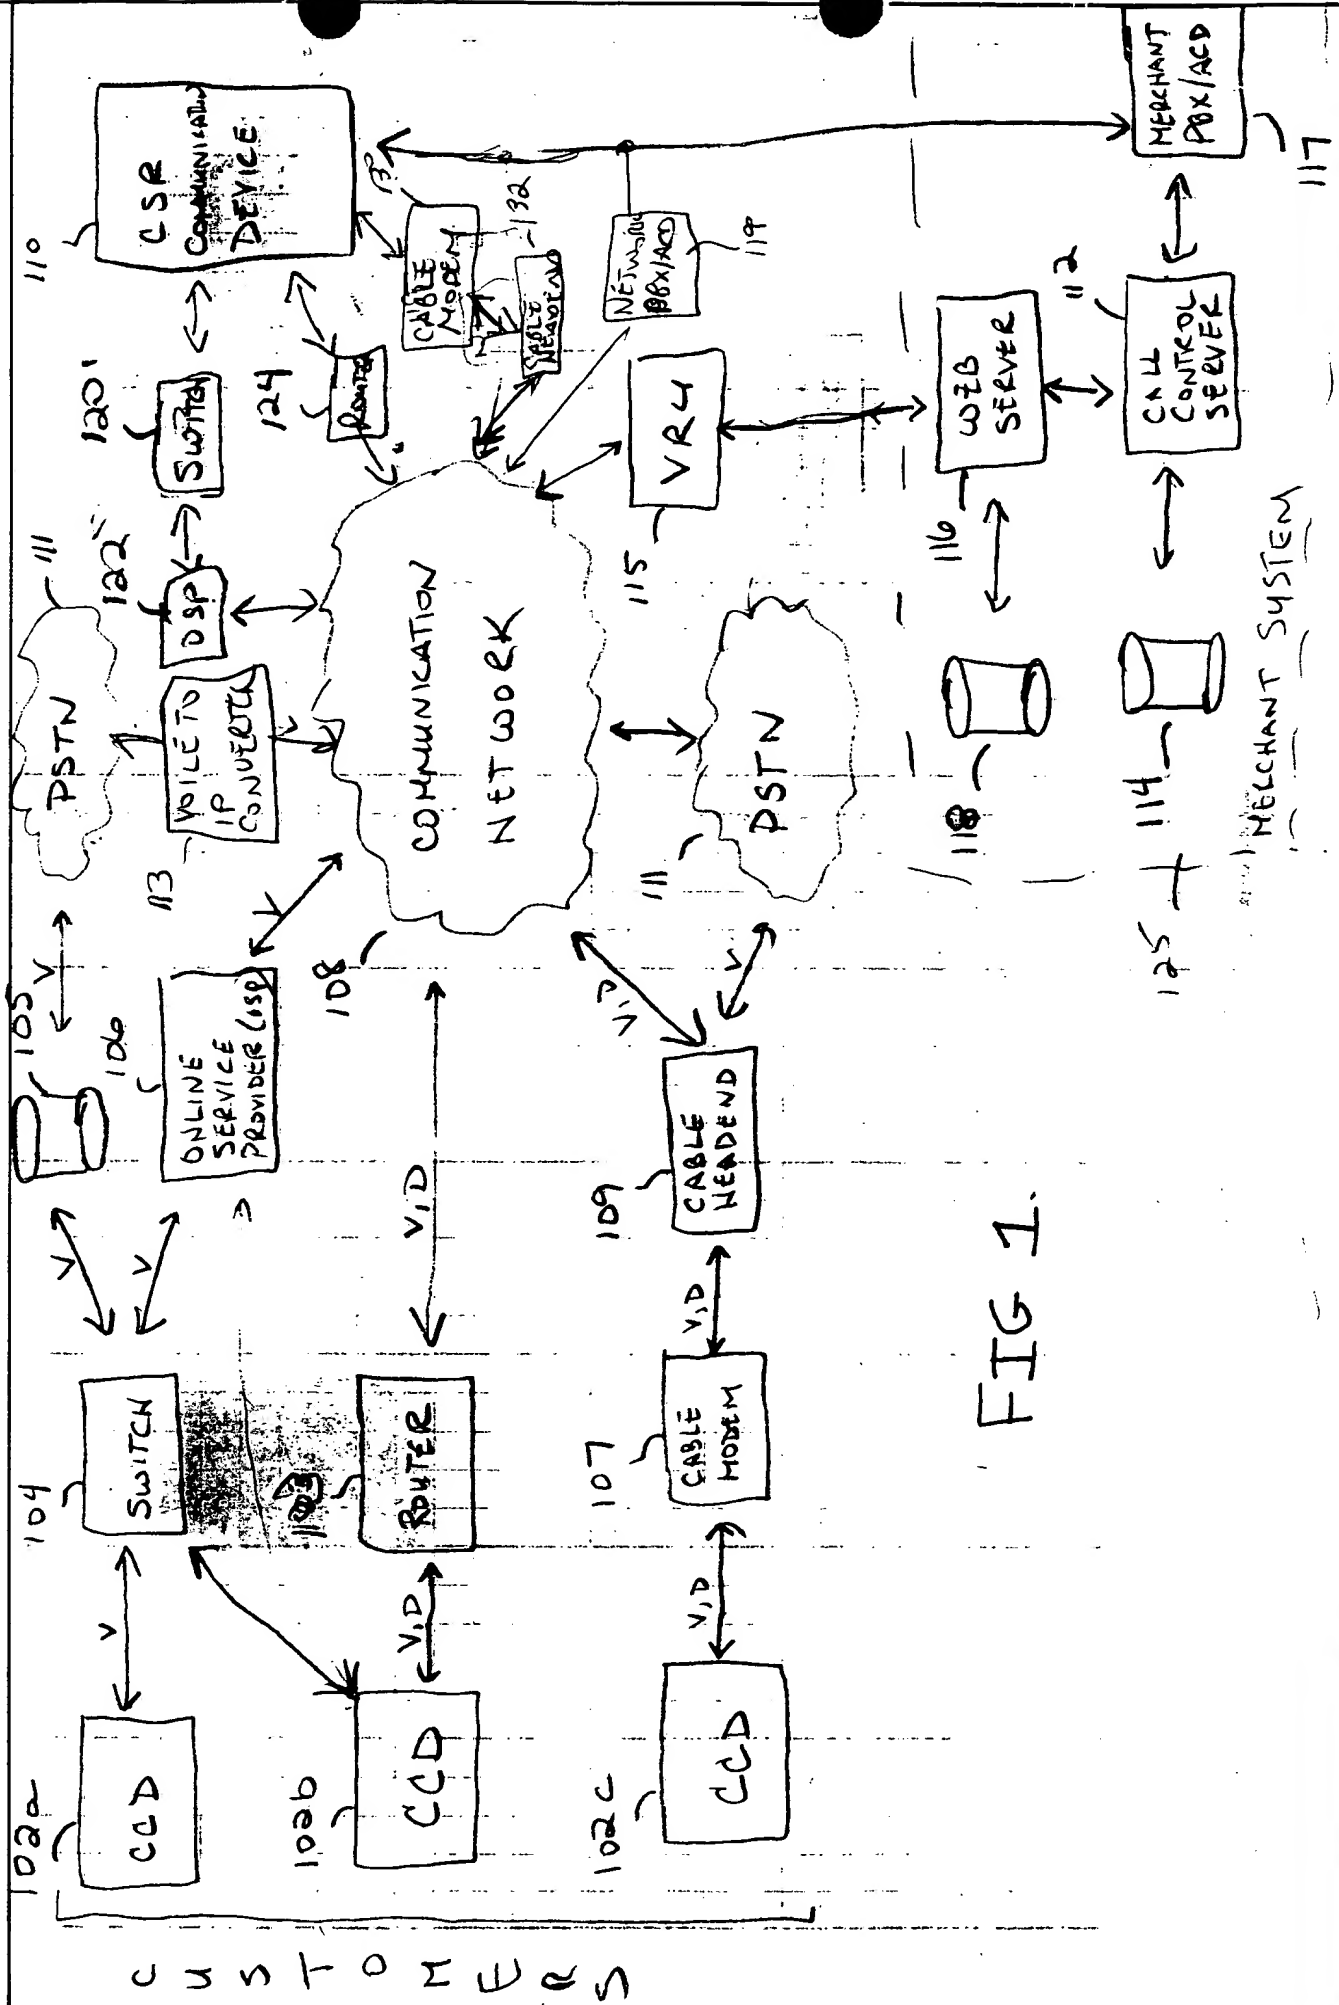 CUSTOMERS
102a
CCD
102b
CCD
102c
CCD
V
V,D
V,D
104
SWITCH
ROUTER
107
CABLE
MODEM
V
V
V,D
V,D
105
106
ONLINE
SERVICE
PROVIDER (OSP)
109
CABLE
HEADEND
V
V
V,D
V
111
PSTN
113
VOICE TO
IP
CONVERTER
V
108
COMMUNICATION
NETWORK
111
PSTN
122
DSP
120'
SWITCH
124
ROUTER
110
CSR
COMMUNICATION
DEVICE
CABLE
MODEM
132
CABLE
HEADEND
NETWORK
PBX/ACD
119
115
VRU
116
WEB
SERVER
118
112
CALL
CONTROL
SERVER
114
MERCHANT
PBX/ACD
117
125
MERCHANT SYSTEM
FIG 1.